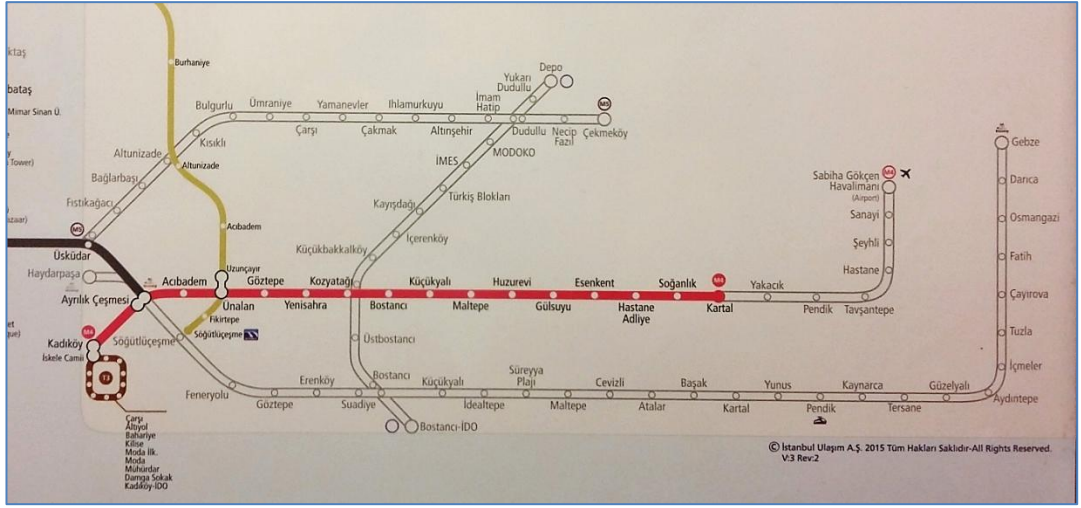 ktaş
Burhaniye
bataş
Mimar Sinan Ü.
Tower)
Yukarı
Dudullu
Depo
M5
Bulgurlu
Ümraniye
Yamanevler
Ihlamurkuyu
İmam
Hatip
Kısıklı
Çarşı
Çakmak
Altınşehir
Dudullu
Necip
Fazıl
Çekmeköy
MODOKO
Altunizade
Altunizade
Bağlarbaşı
Fıstıkağacı
İMES
Türkiş Blokları
Kayışdağı
İçerenköy
Küçükbakkalköy
Sabiha Gökçen
Havalimanı
(Airport)
M4
Sanayi
Şeyhli
Hastane
Gebze
Darıca
Osmangazi
Fatih
Çayırova
Tuzla
İçmeler
Aydıntepe
M5
Üsküdar
Haydarpaşa
Acıbadem
Uzunçayır
Ayrılık Çeşmesi
Acıbadem
Ünalan
Göztepe
Yenisahra
Kozyatağı
Bostancı
Küçükyalı
Maltepe
Huzurevi
Gülsuyu
Esenkent
Hastane
Adliye
Soğanlık
M4
Kartal
Yakacık
Pendik
Tavşantepe
Fikirtepe
Söğütlüçeşme
Söğütlüçeşme
M4
Kadıköy
İskele Camii
T3
Üstbostancı
Feneryolu
Göztepe
Erenköy
Suadiye
Bostancı
Küçükyalı
İdealtepe
Süreyya
Plajı
Maltepe
Cevizli
Atalar
Başak
Kartal
Yunus
Pendik
Kaynarca
Tersane
Güzelyalı
Bostancı-İDO
Çarşı
Altıyol
Bahariye
Kilise
Moda İlk.
Moda
Mühürdar
Damga Sokak
Kadıköy-İDO
© İstanbul Ulaşım A.Ş. 2015 Tüm Hakları Saklıdır-All Rights Reserved.
V:3 Rev:2